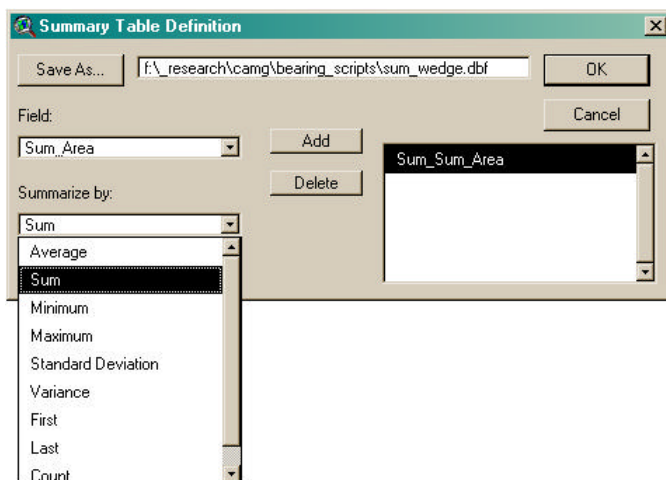 Summary Table Definition
Save As...
f:\_research\camg\bearing_scripts\sum_wedge.dbf
OK
Cancel
Field:
Sum_Area
Add
Delete
Sum_Sum_Area
Summarize by:
Sum
Average
Sum
Minimum
Maximum
Standard Deviation
Variance
First
Last
Count